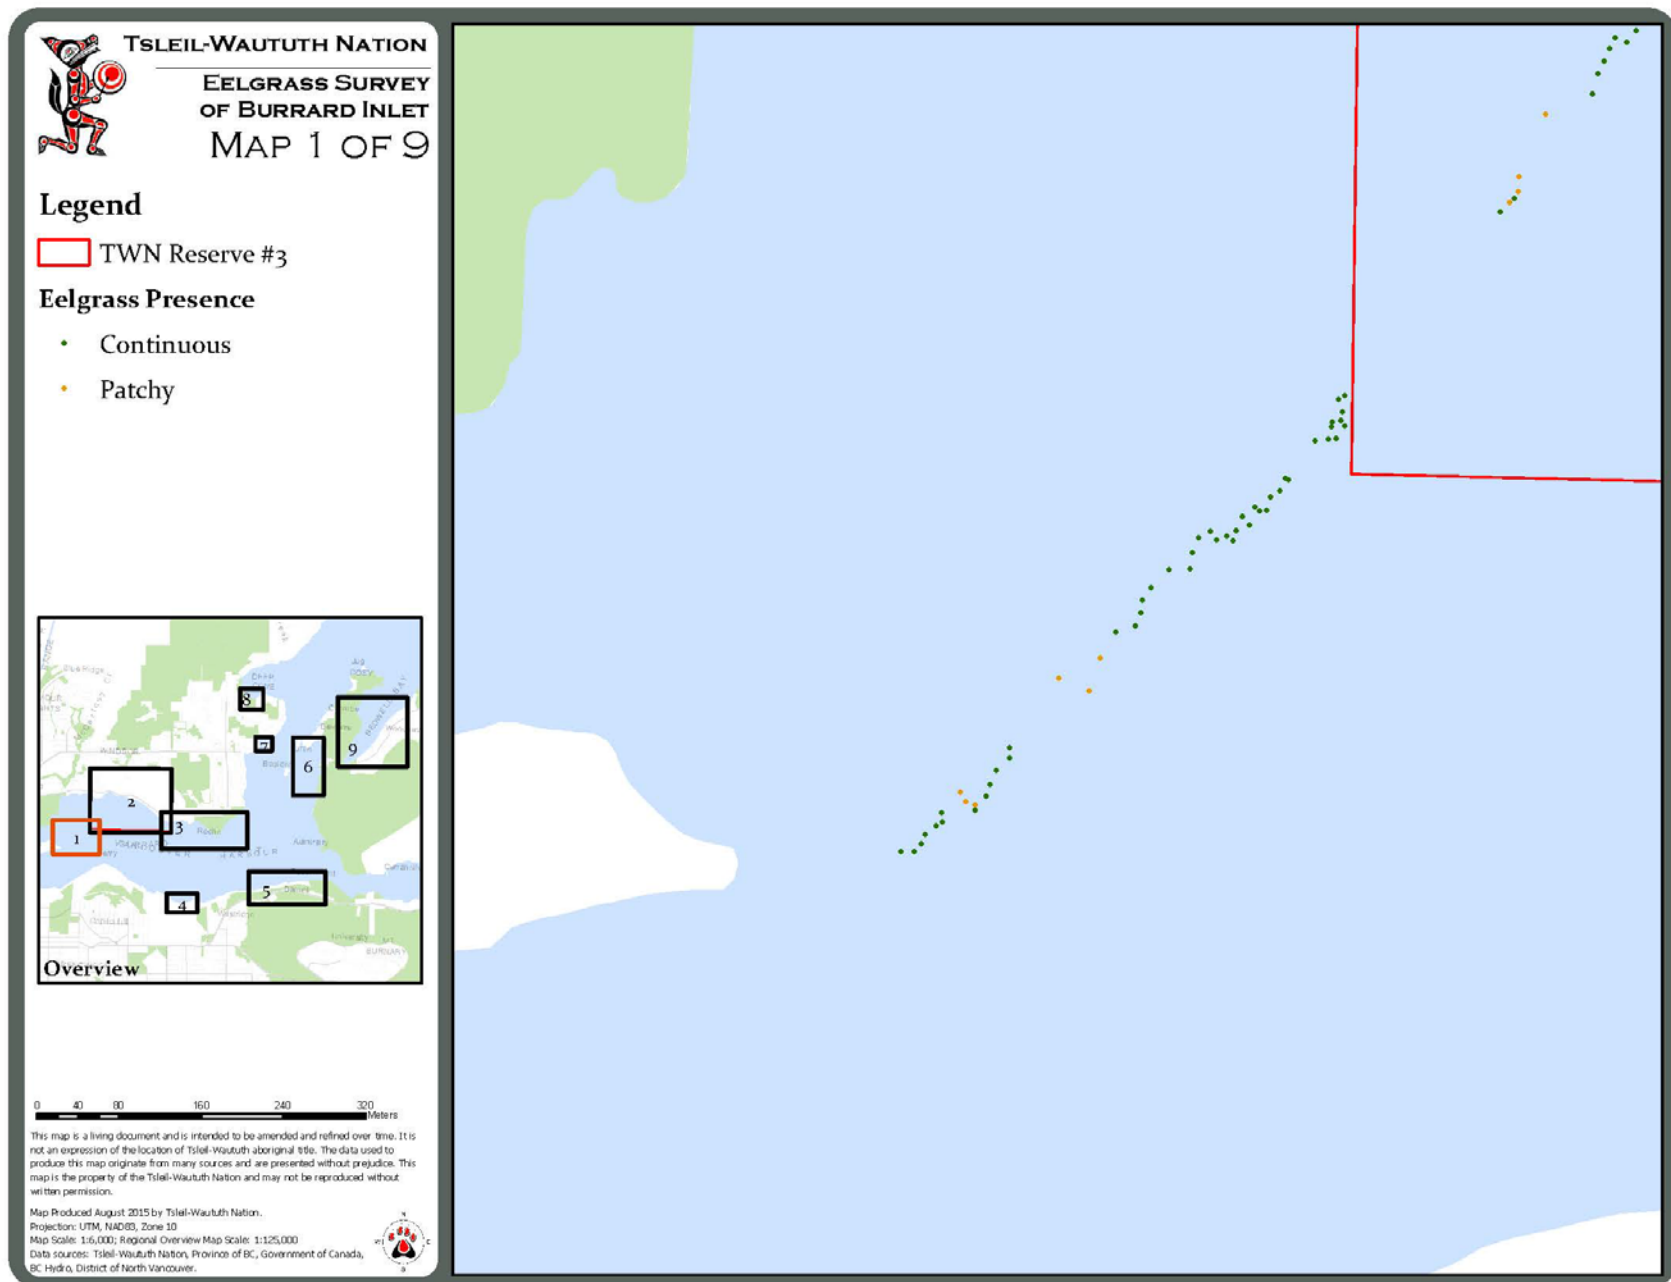 TSLEIL-WAUTUTH NATION
EELGRASS SURVEY
OF BURRARD INLET
MAP 1 OF 9
Legend
TWN Reserve #3
Eelgrass Presence
Continuous
Patchy
8
7
9
6
2
3
1
5
4
Overview
0 40 80 160 240 320
Meters
This map is a living document and is intended to be amended and refined over time. It is
not an expression of the location of Tsleil-Waututh aboriginal title. The data used to
produce this map originate from many sources and are presented without prejudice. This
map is the property of the Tsleil-Waututh Nation and may not be reproduced without
written permission.
Map Produced August 2015 by Tsleil-Waututh Nation.
Projection: UTM, NAD83, Zone 10
Map Scale: 1:6,000; Regional Overview Map Scale: 1:125,000
Data sources: Tsleil-Waututh Nation, Province of BC, Government of Canada,
BC Hydro, District of North Vancouver.